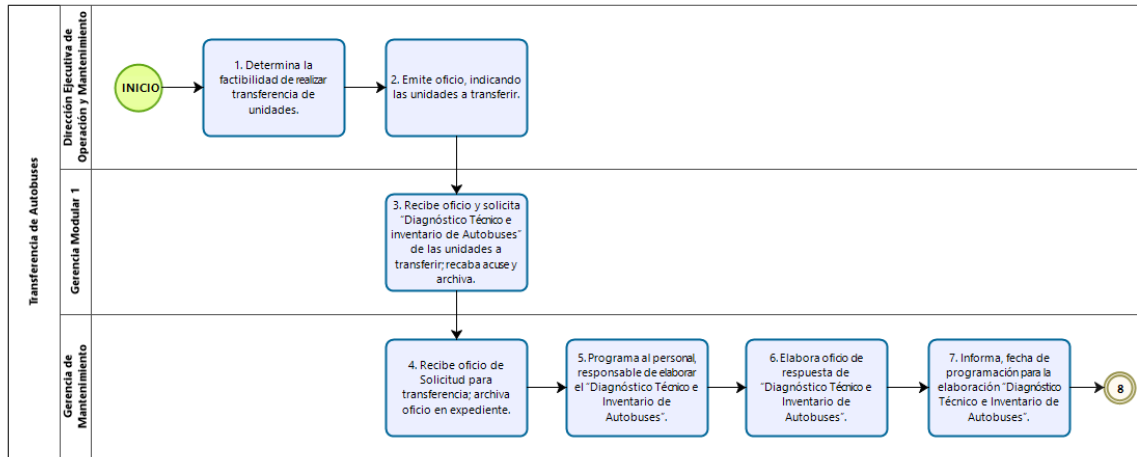 Transferencia de Autobuses
Dirección Ejecutiva de
Operación y Mantenimiento
INICIO
1. Determina la
factibilidad de realizar
transferencia de
unidades.
2. Emite oficio, indicando
las unidades a transferir.
Gerencia Modular 1
3. Recibe oficio y solicita
“Diagnóstico Técnico e
inventario de Autobuses”
de las unidades a
transferir; recaba acuse y
archiva.
Gerencia de
Mantenimiento
4. Recibe oficio de
Solicitud para
transferencia; archiva
oficio en expediente.
5. Programa al personal,
responsable de elaborar
el “Diagnóstico Técnico e
Inventario de
Autobuses”.
6. Elabora oficio de
respuesta de
“Diagnóstico Técnico e
Inventario de
Autobuses”.
7. Informa, fecha de
programación para la
elaboración “Diagnóstico
Técnico e Inventario de
Autobuses”.
8